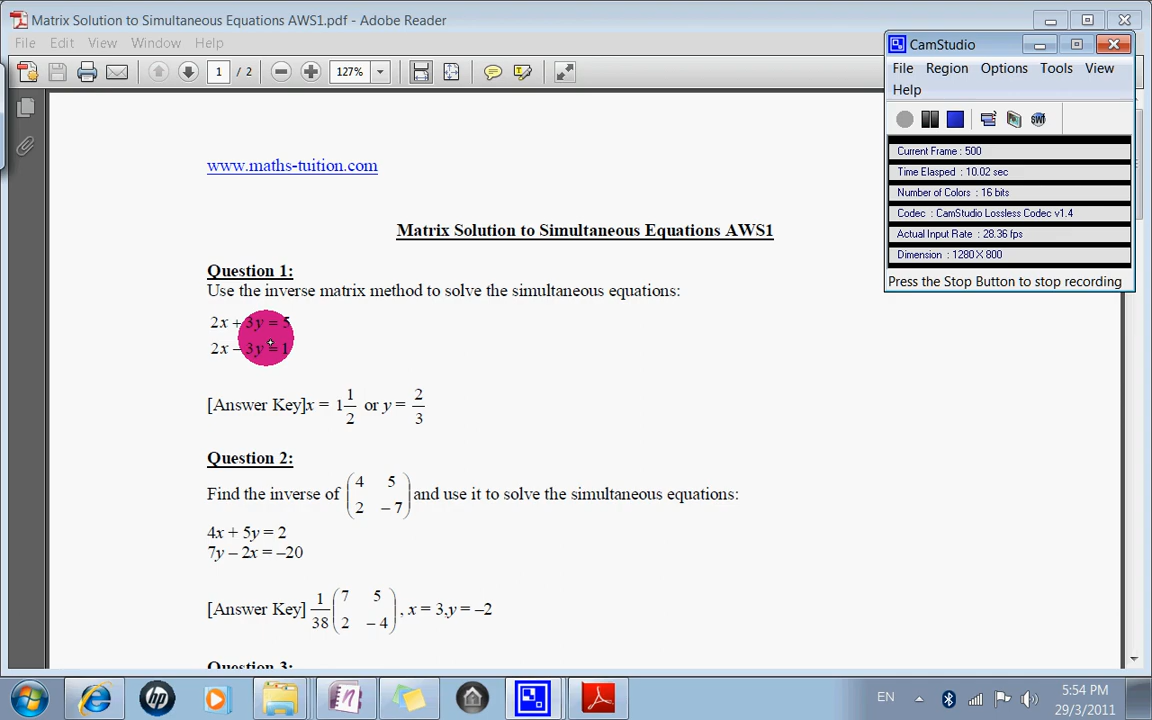 Matrix Solution to Simultaneous Equations AWS1.pdf - Adobe Reader
File Edit View Window Help
1 / 2 127%
CamStudio
File Region Options Tools View
Help
Current Frame : 500
Time Elasped : 10.02 sec
Number of Colors : 16 bits
Codec : CamStudio Lossless Codec v1.4
Actual Input Rate : 28.36 fps
Dimension : 1280 X 800
Press the Stop Button to stop recording
www.maths-tuition.com
Matrix Solution to Simultaneous Equations AWS1
Question 1:
Use the inverse matrix method to solve the simultaneous equations:
2x + 3y = 5
2x – 3y = 1
[Answer Key]x = 1 1/2 or y = 2/3
Question 2:
Find the inverse of (4 5
2 – 7) and use it to solve the simultaneous equations:
4x + 5y = 2
7y – 2x = –20
[Answer Key] 1/38 (7 5
2 – 4) , x = 3,y = –2
Question 3:
EN 5:54 PM
29/3/2011